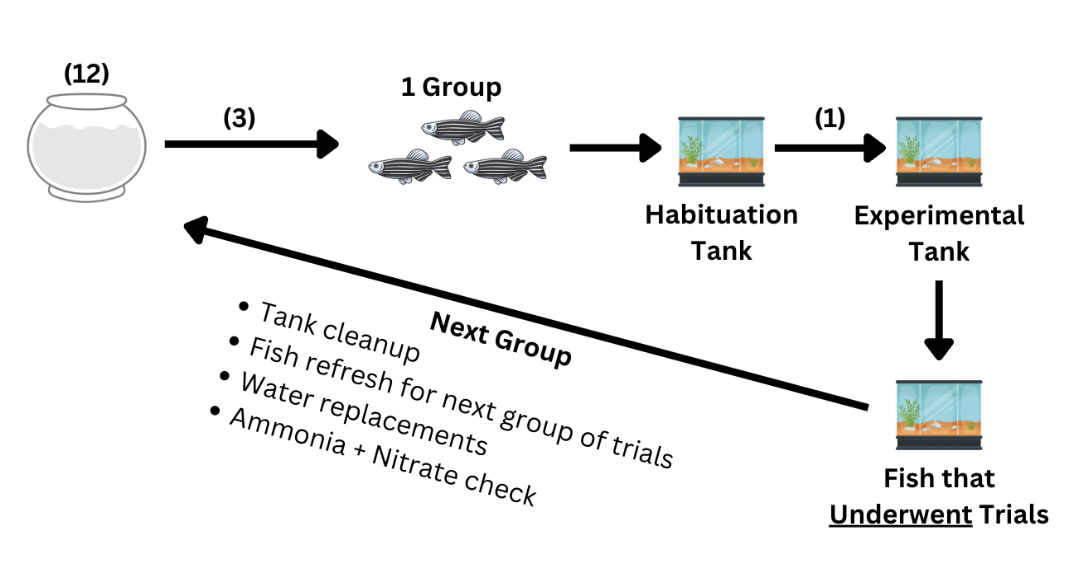 (12)
(3)
1 Group
(1)
Habituation
Tank
Experimental
Tank
Next Group
• Tank cleanup
• Fish refresh for next group of trials
• Water replacements
• Ammonia + Nitrate check
Fish that
Underwent Trials